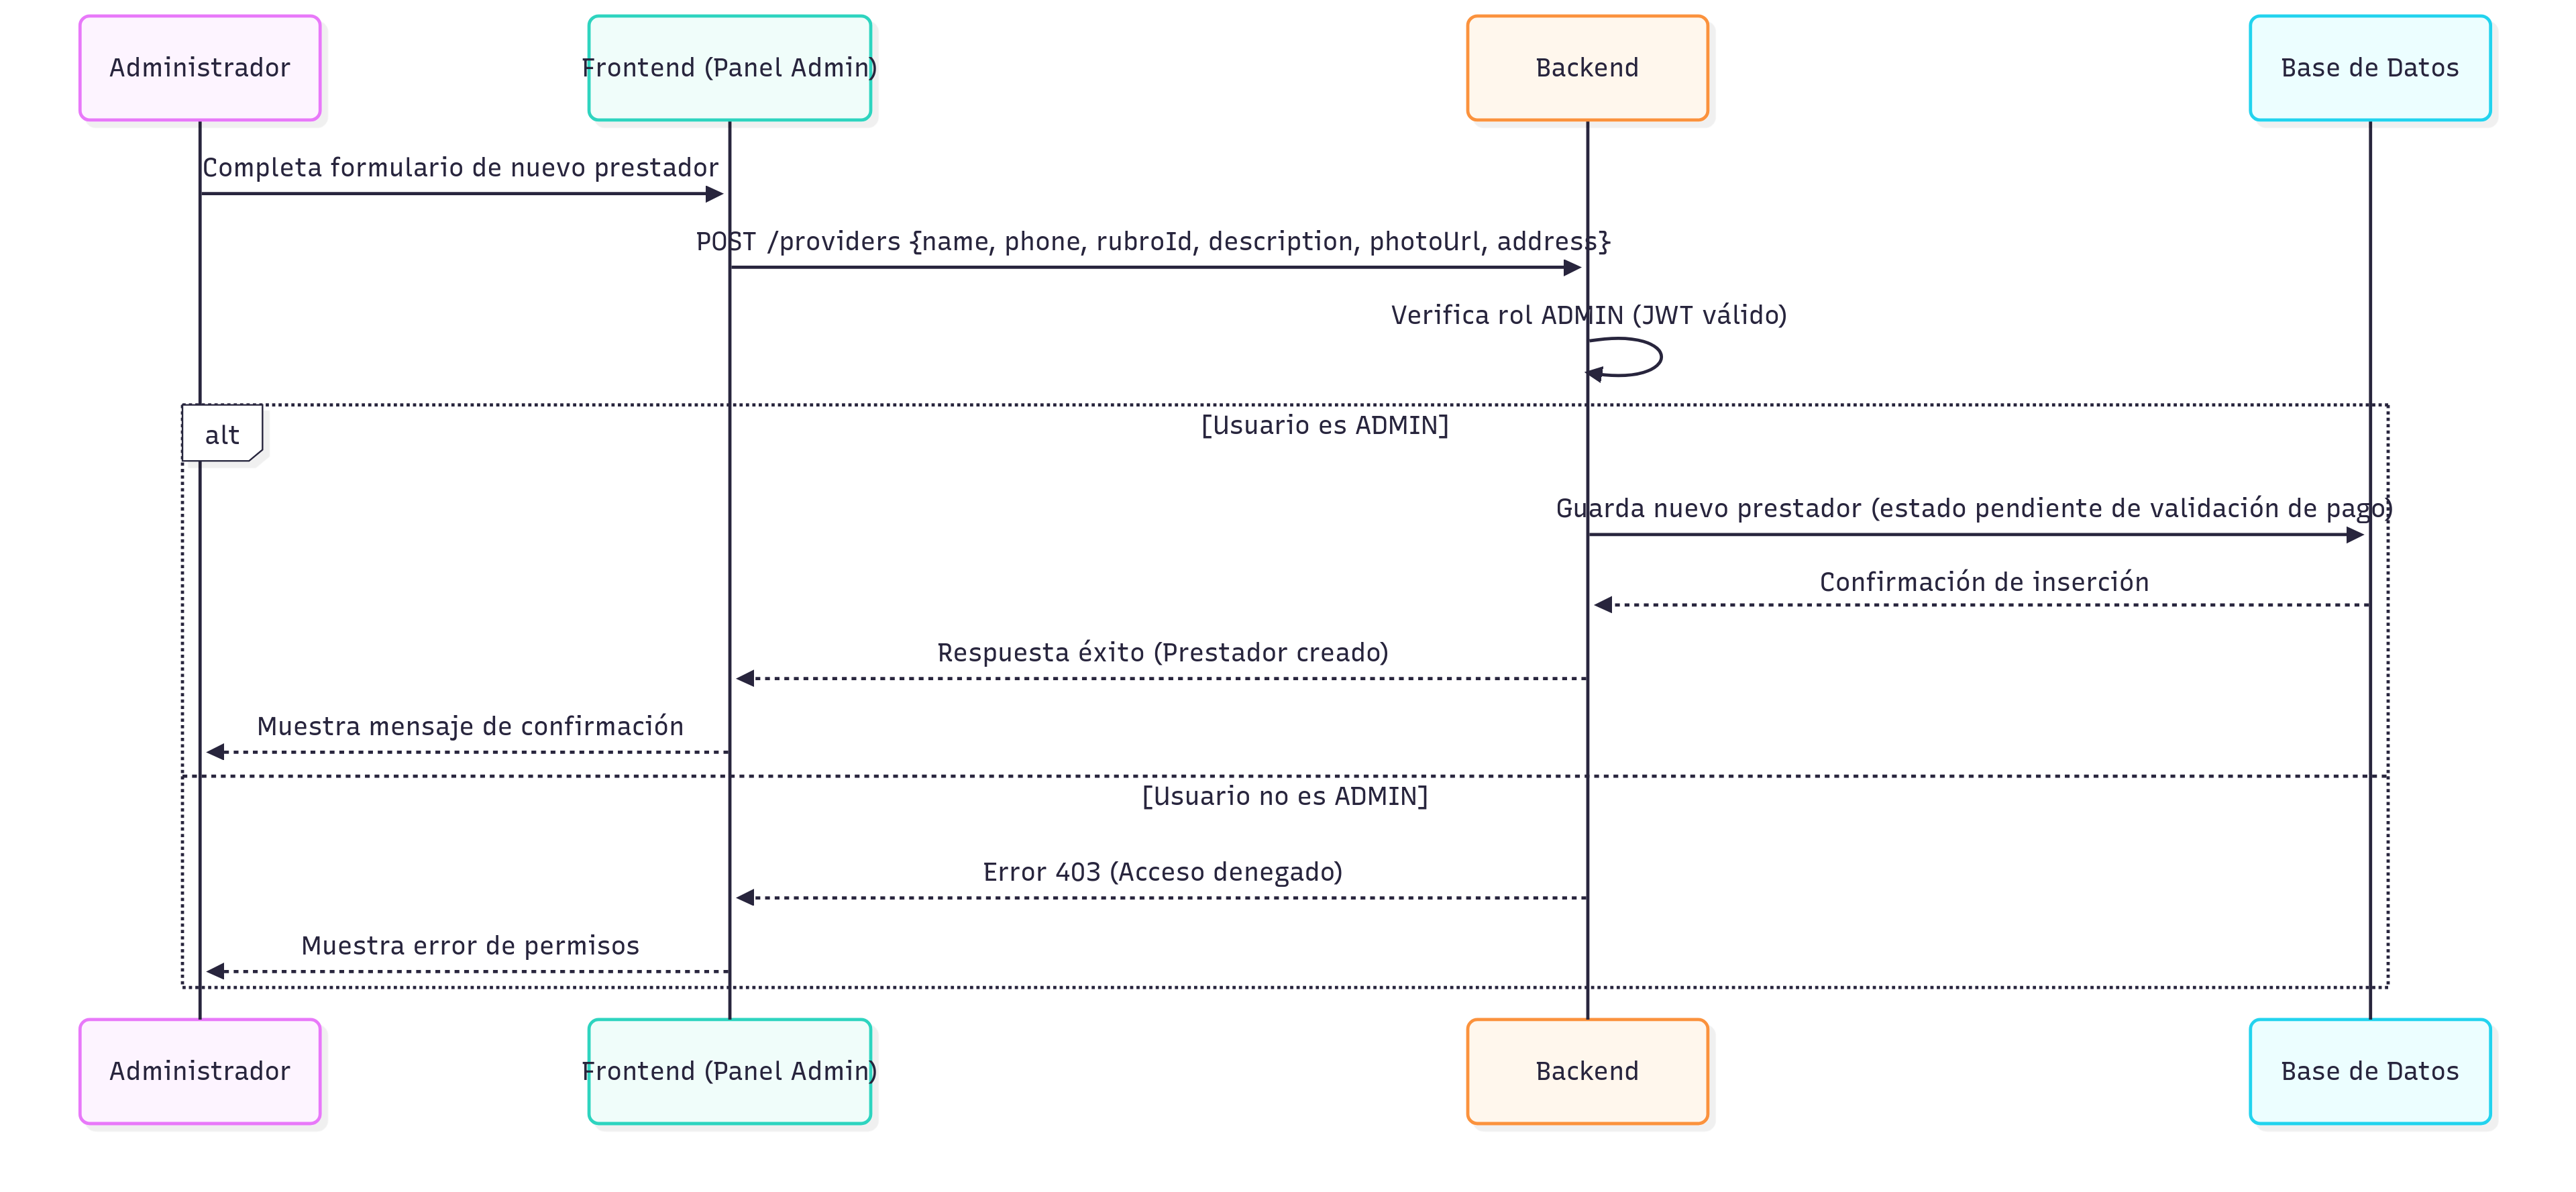 Administrador
Frontend (Panel Admin)
Backend
Base de Datos
Completa formulario de nuevo prestador
POST /providers {name, phone, rubroId, description, photoUrl, address}
Verifica rol ADMIN (JWT válido)
alt
[Usuario es ADMIN]
Guarda nuevo prestador (estado pendiente de validación de pago)
Confirmación de inserción
Respuesta éxito (Prestador creado)
Muestra mensaje de confirmación
[Usuario no es ADMIN]
Error 403 (Acceso denegado)
Muestra error de permisos
Administrador
Frontend (Panel Admin)
Backend
Base de Datos